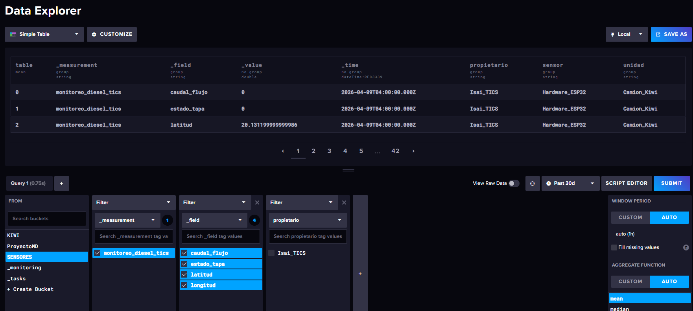 Data Explorer
Simple Table
CUSTOMIZE
Local
SAVE AS
table _measurement _field _value _time propietario sensor unidad
group group no group no group group group group
string string double string string string
0 monitoreo_diesel_tics caudal_flujo 0 2026-04-09T04:00:00.000Z Isai_TICS Hardware_ESP32 Camion_Kiwi
1 monitoreo_diesel_tics estado_tapa 0 2026-04-09T04:00:00.000Z Isai_TICS Hardware_ESP32 Camion_Kiwi
2 monitoreo_diesel_tics latitud 20.131199999999986 2026-04-09T04:00:00.000Z Isai_TICS Hardware_ESP32 Camion_Kiwi
1 2 3 4 5 ... 42
Query 1 (0.75s)
+
View Raw Data
Past 30d
SCRIPT EDITOR
SUBMIT
FROM
Search buckets
KIWI
ProyectoMD
SENSORES
_monitoring
_tasks
+ Create Bucket
Filter
_measurement
1
Search _measurement tag va
monitoreo_diesel_tics
Filter
_field
4
Search _field tag values
caudal_flujo
estado_tapa
latitud
longitud
Filter
propietario
Search propietario tag values
Isai_TICS
+
WINDOW PERIOD
CUSTOM
AUTO
auto (1h)
Fill missing values
?
AGGREGATE FUNCTION
CUSTOM
AUTO
mean
median